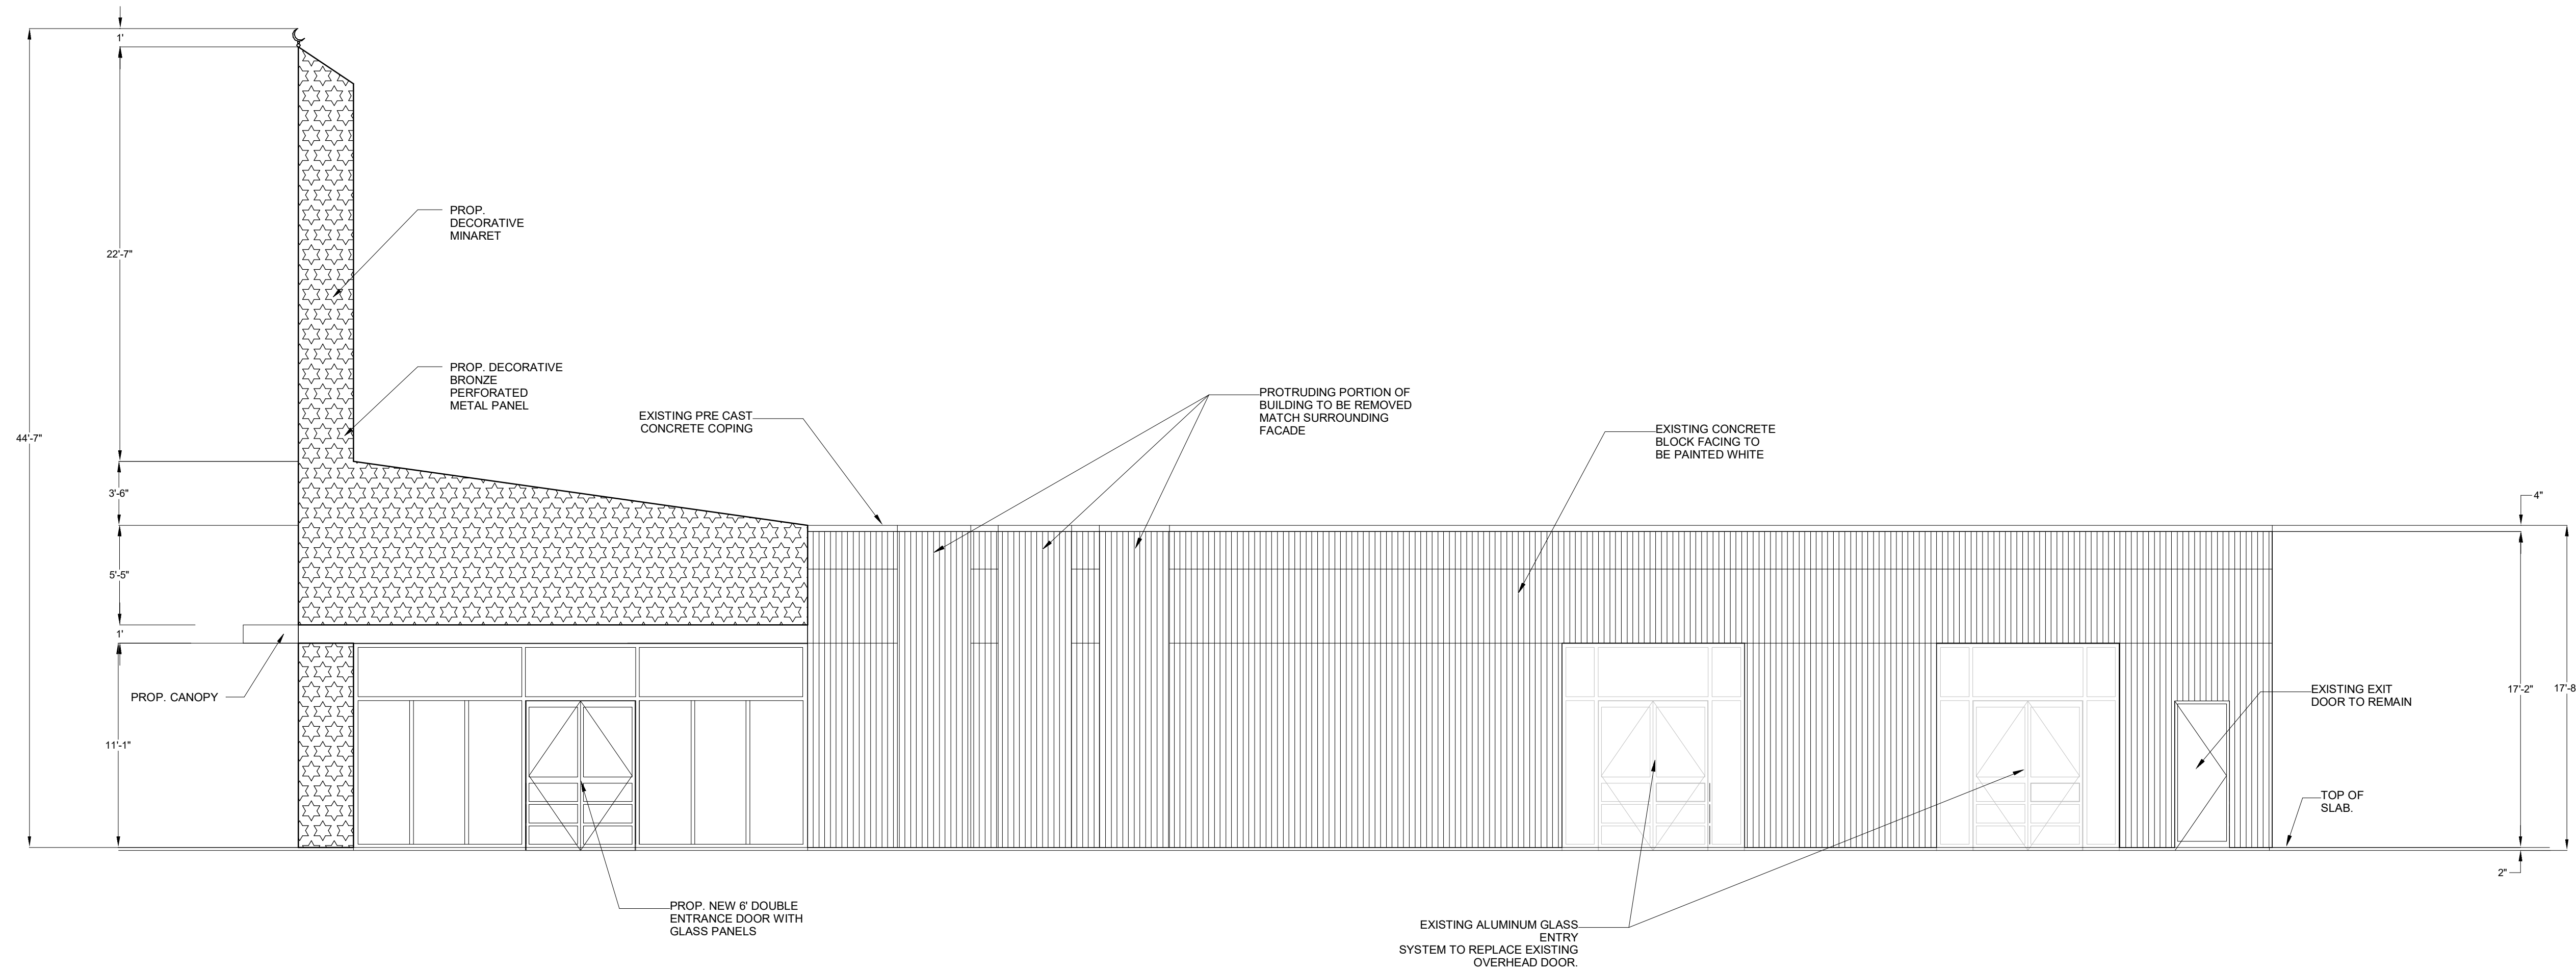 1'
22'-7"
44'-7"
3'-6"
5'-5"
1'
11'-1"
PROP.
DECORATIVE
MINARET
PROP. DECORATIVE
BRONZE
PERFORATED
METAL PANEL
EXISTING PRE CAST
CONCRETE COPING
PROTRUDING PORTION OF
BUILDING TO BE REMOVED
MATCH SURROUNDING
FACADE
EXISTING CONCRETE
BLOCK FACING TO
BE PAINTED WHITE
4"
17'-2"
17'-8
2"
PROP. CANOPY
EXISTING EXIT
DOOR TO REMAIN
TOP OF
SLAB.
PROP. NEW 6' DOUBLE
ENTRANCE DOOR WITH
GLASS PANELS
EXISTING ALUMINUM GLASS
ENTRY
SYSTEM TO REPLACE EXISTING
OVERHEAD DOOR.